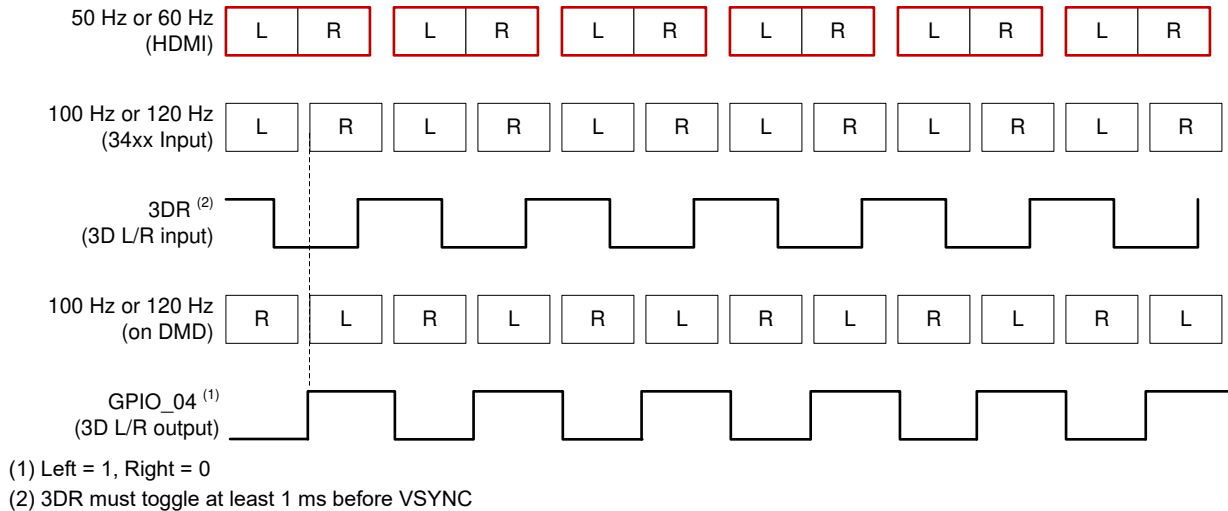 50 Hz or 60 Hz
(HDMI)
L R L R L R L R L R L R
100 Hz or 120 Hz
(34xx Input)
L R L R L R L R L R L R
3DR (2)
(3D L/R input)
100 Hz or 120 Hz
(on DMD)
R L R L R L R L R L R L
GPIO_04 (1)
(3D L/R output)
(1) Left = 1, Right = 0
(2) 3DR must toggle at least 1 ms before VSYNC